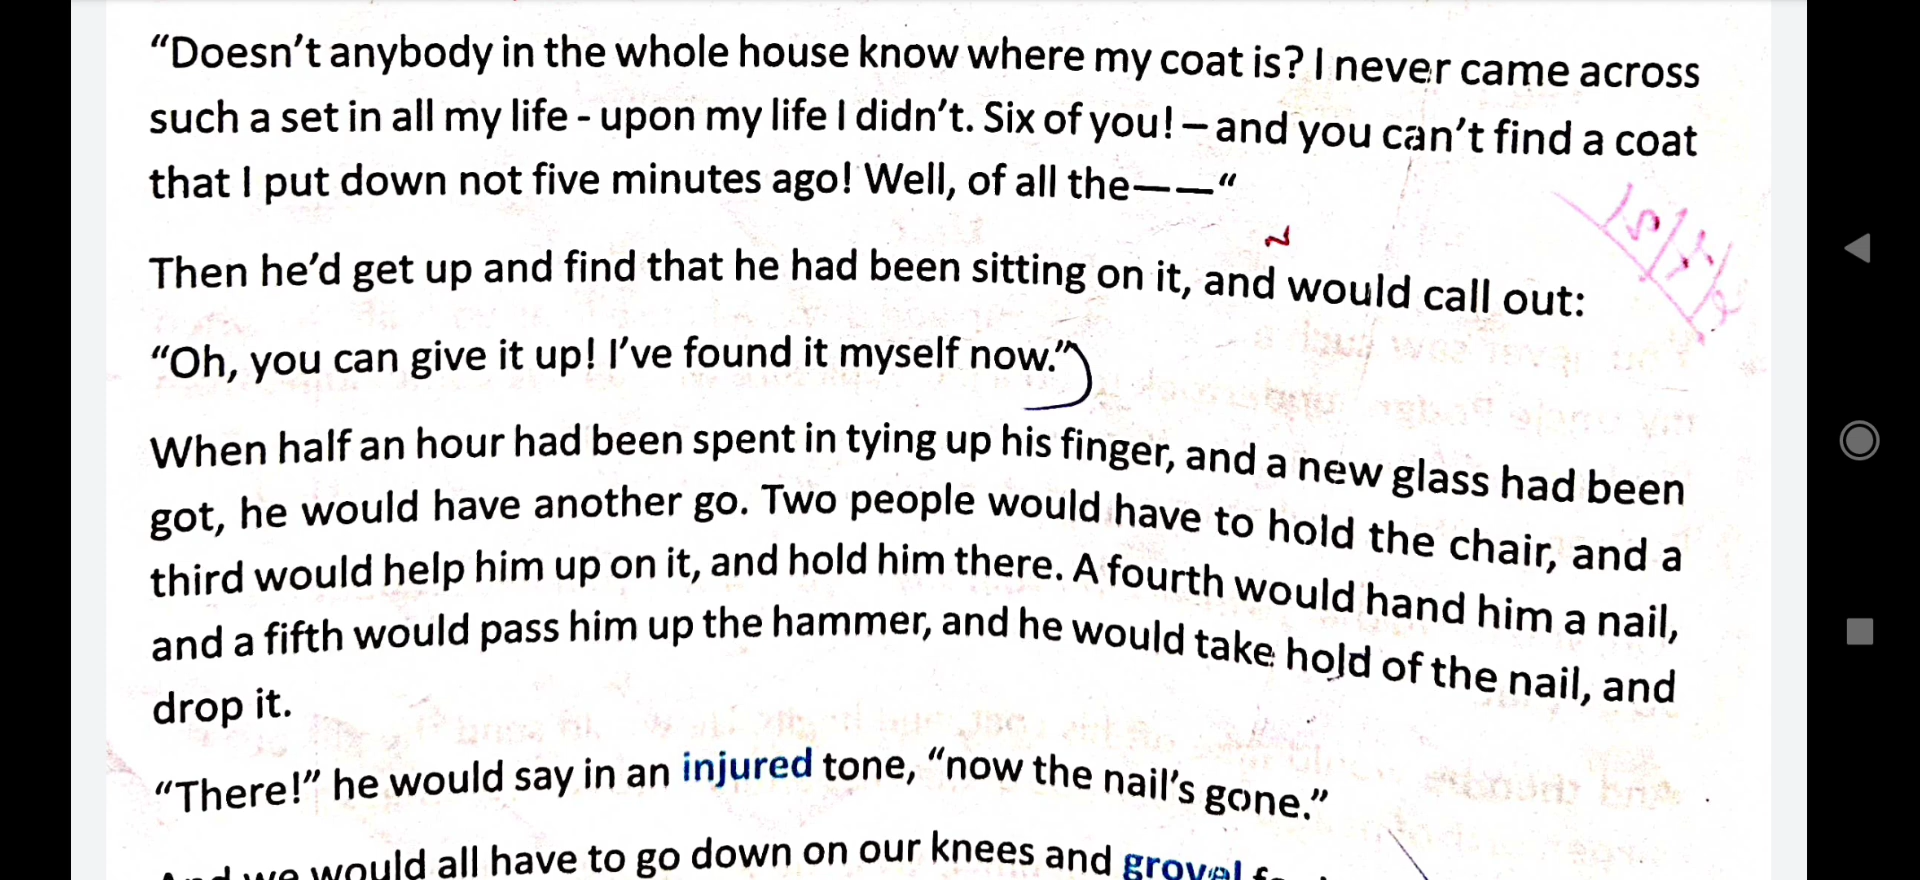 “Doesn’t anybody in the whole house know where my coat is? I never came across
such a set in all my life - upon my life I didn’t. Six of you! – and you can’t find a coat
that I put down not five minutes ago! Well, of all the——“
Then he’d get up and find that he had been sitting on it, and would call out:
“Oh, you can give it up! I’ve found it myself now.”
When half an hour had been spent in tying up his finger, and a new glass had been
got, he would have another go. Two people would have to hold the chair, and a
third would help him up on it, and hold him there. A fourth would hand him a nail,
and a fifth would pass him up the hammer, and he would take hold of the nail, and
drop it.
“There!” he would say in an injured tone, “now the nail’s gone.”
And we would all have to go down on our knees and grovel